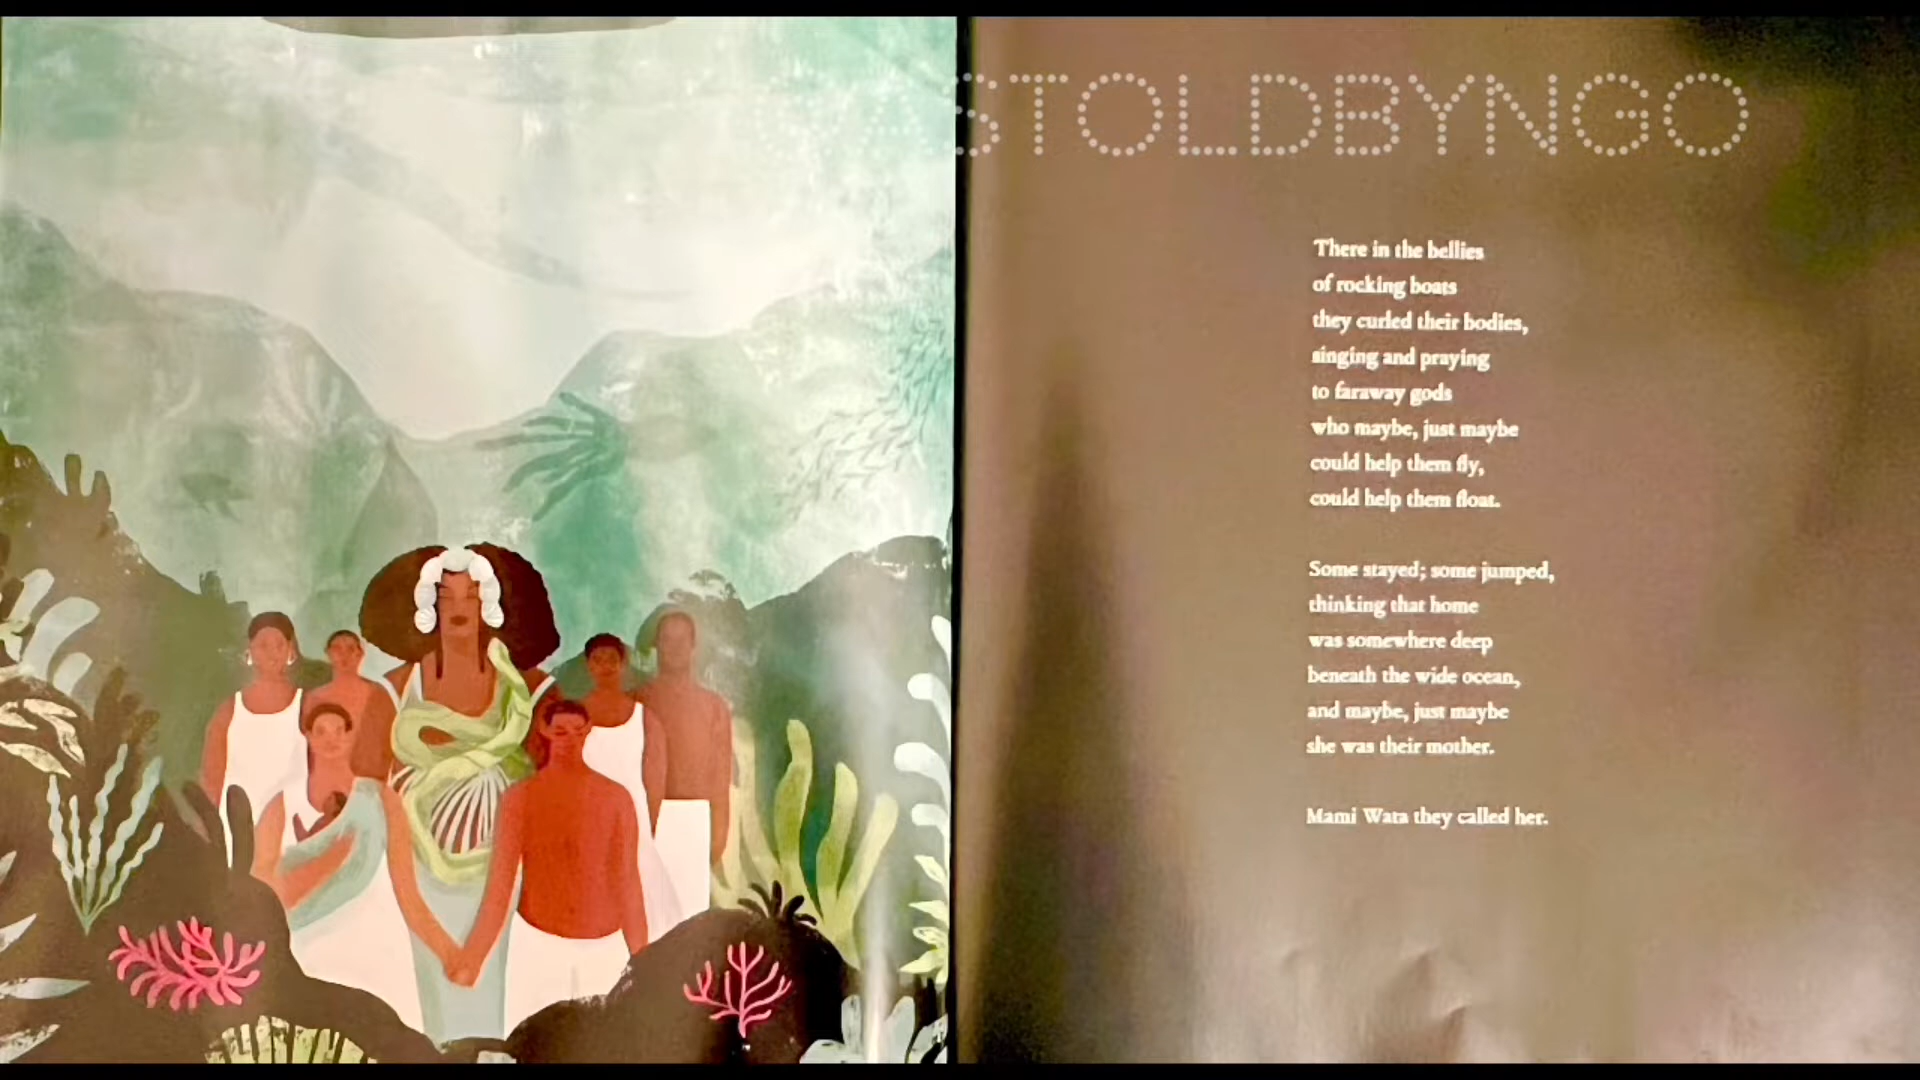 STOLDBYNGO
There in the bellies
of rocking boats
they curled their bodies,
singing and praying
to faraway gods
who maybe, just maybe
could help them fly,
could help them float.
Some stayed; some jumped,
thinking that home
was somewhere deep
beneath the wide ocean,
and maybe, just maybe
she was their mother.
Mami Wata they called her.